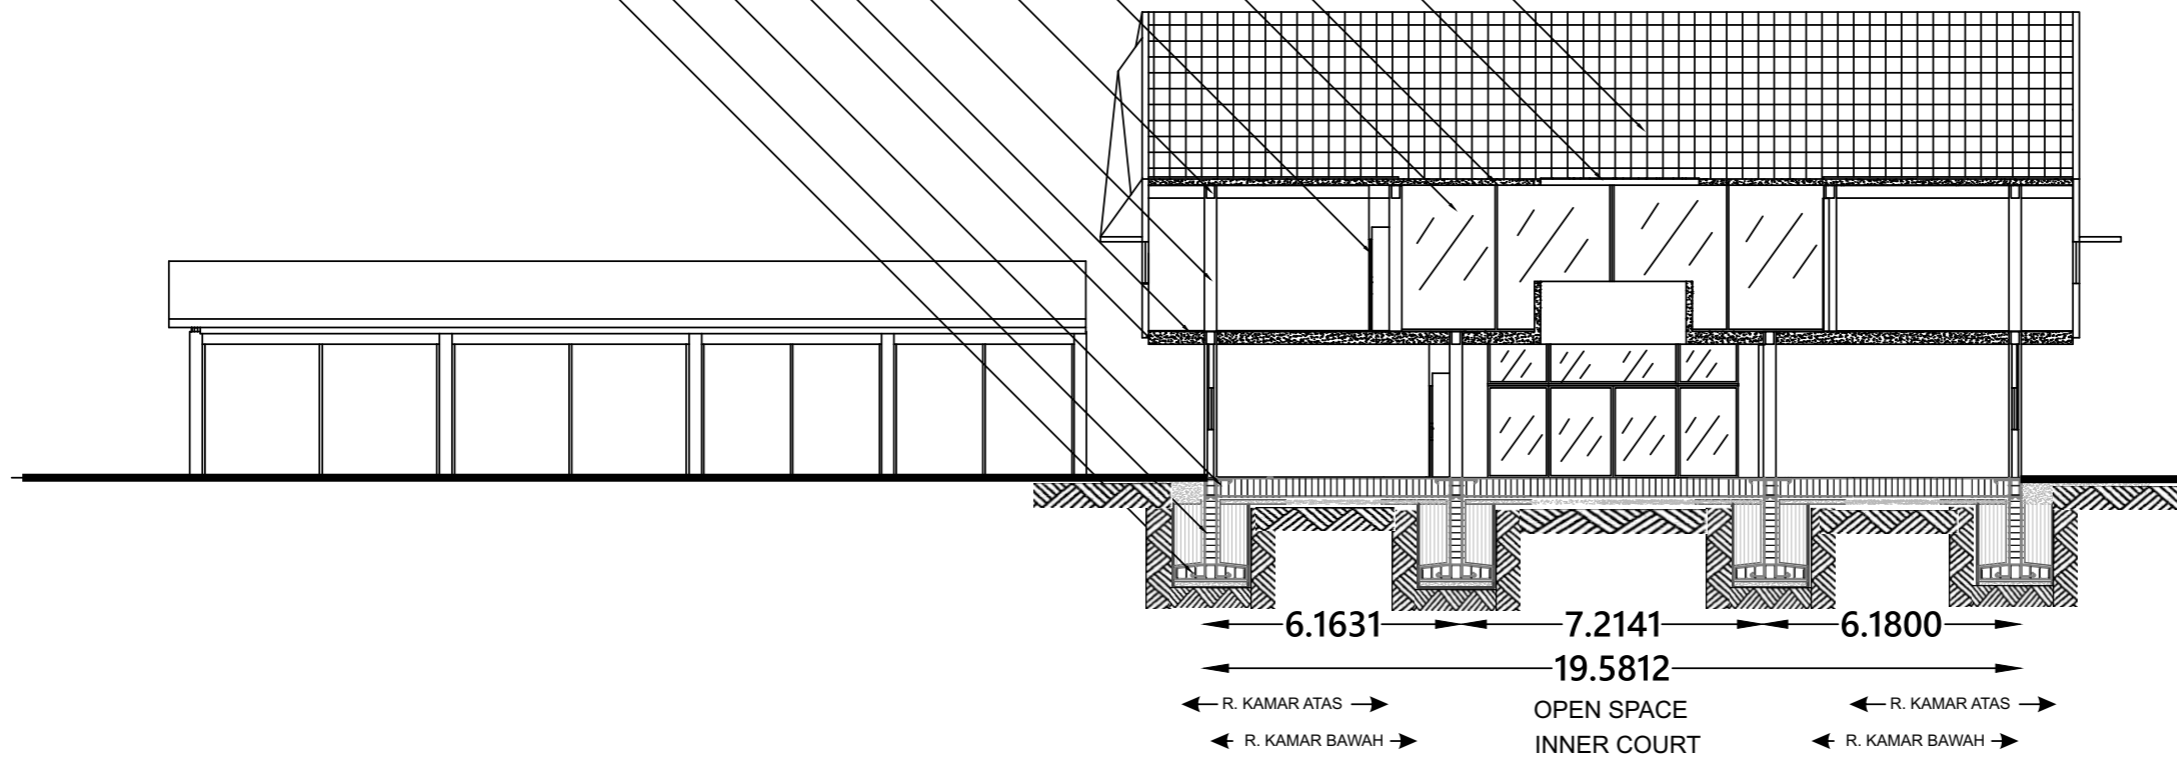 6.1631 7.2141 6.1800
19.5812
R. KAMAR ATAS OPEN SPACE R. KAMAR ATAS
R. KAMAR BAWAH INNER COURT R. KAMAR BAWAH